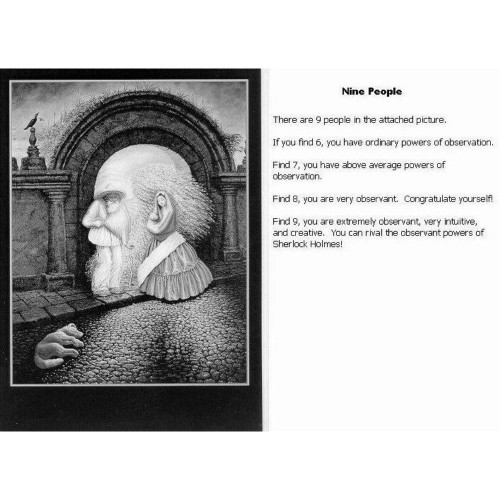 Nine People
There are 9 people in the attached picture.
If you find 6, you have ordinary powers of observation.
Find 7, you have above average powers of
observation.
Find 8, you are very observant. Congratulate yourself!
Find 9, you are extremely observant, very intuitive,
and creative. You can rival the observant powers of
Sherlock Holmes!